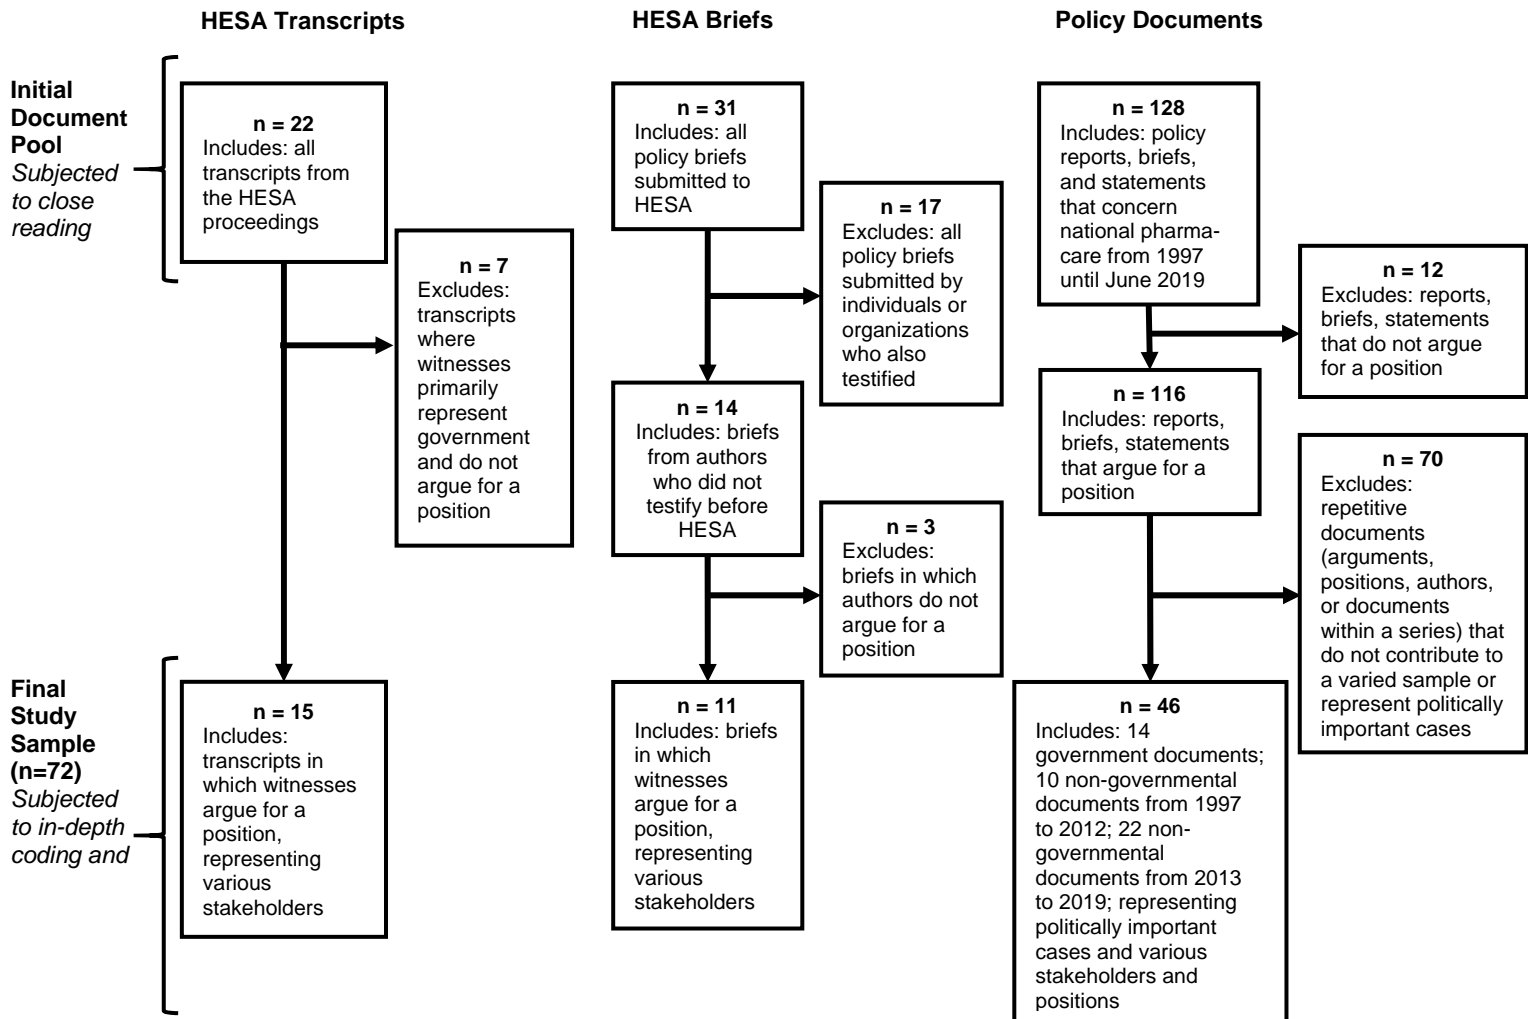 HESA Transcripts
HESA Briefs
Policy Documents
Initial
Document
Pool
Subjected
to close
reading
n = 22
Includes: all
transcripts from
the HESA
proceedings
n = 7
Excludes:
transcripts
where
witnesses
primarily
represent
government
and do not
argue for a
position
n = 31
Includes: all
policy briefs
submitted to
HESA
n = 17
Excludes: all
policy briefs
submitted by
individuals or
organizations
who also
testified
n = 14
Includes: briefs
from authors
who did not
testify before
HESA
n = 3
Excludes:
briefs in which
authors do not
argue for a
position
n = 128
Includes: policy
reports, briefs,
and statements
that concern
national pharma-
care from 1997
until June 2019
n = 12
Excludes: reports,
briefs, statements
that do not argue
for a position
n = 116
Includes: reports,
briefs, statements
that argue for a
position
n = 70
Excludes:
repetitive
documents
(arguments,
positions, authors,
or documents
within a series) that
do not contribute to
a varied sample or
represent politically
important cases
Final
Study
Sample
(n=72)
Subjected
to in-depth
coding and
n = 15
Includes:
transcripts in
which witnesses
argue for a
position,
representing
various
stakeholders
n = 11
Includes: briefs
in which
witnesses
argue for a
position,
representing
various
stakeholders
n = 46
Includes: 14
government documents;
10 non-governmental
documents from 1997
to 2012; 22 non-
governmental
documents from 2013
to 2019; representing
politically important
cases and various
stakeholders and
positions